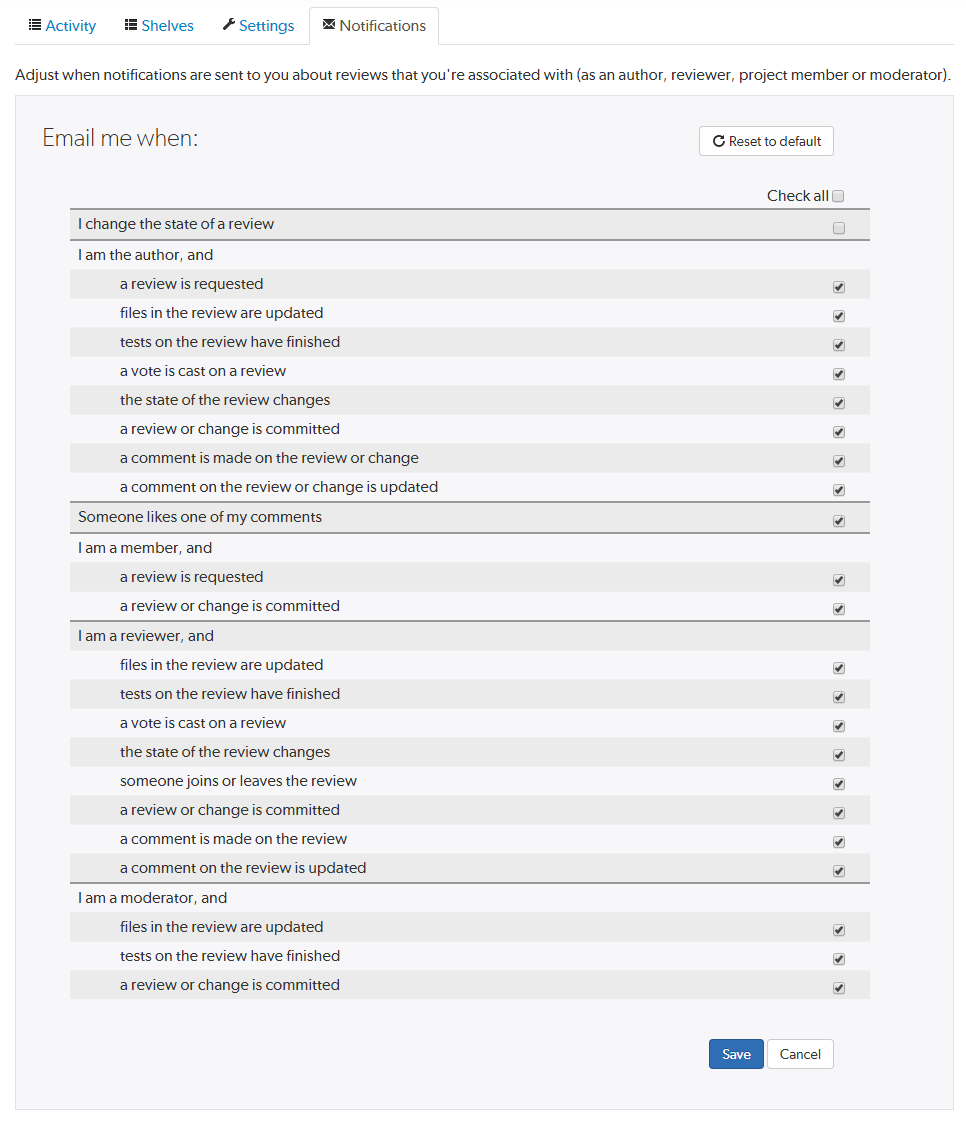 Activity Shelves Settings Notifications
Adjust when notifications are sent to you about reviews that you're associated with (as an author, reviewer, project member or moderator).
Email me when:
Reset to default
Check all
I change the state of a review
I am the author, and
a review is requested
files in the review are updated
tests on the review have finished
a vote is cast on a review
the state of the review changes
a review or change is committed
a comment is made on the review or change
a comment on the review or change is updated
Someone likes one of my comments
I am a member, and
a review is requested
a review or change is committed
I am a reviewer, and
files in the review are updated
tests on the review have finished
a vote is cast on a review
the state of the review changes
someone joins or leaves the review
a review or change is committed
a comment is made on the review
a comment on the review is updated
I am a moderator, and
files in the review are updated
tests on the review have finished
a review or change is committed
Save Cancel